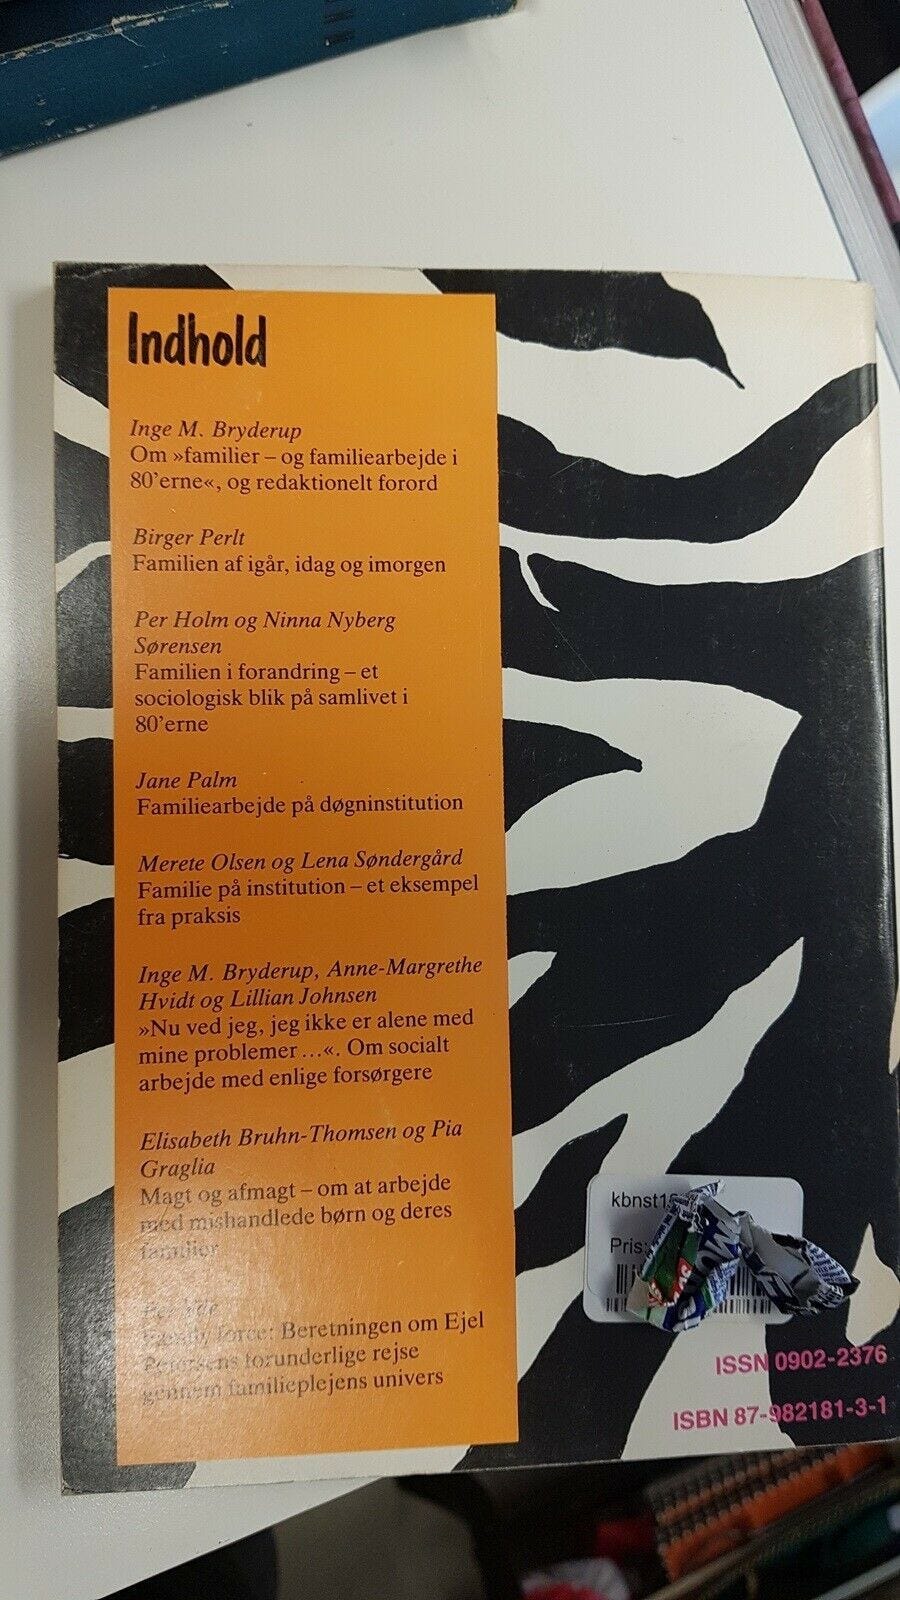 Indhold
Inge M. Bryderup
Om »familier – og familiearbejde i
80'erne«, og redaktionelt forord
Birger Perlt
Familien af igår, idag og imorgen
Per Holm og Ninna Nyberg
Sørensen
Familien i forandring – et
sociologisk blik på samlivet i
80'erne
Jane Palm
Familiearbejde på døgninstitution
Merete Olsen og Lena Søndergård
Familie på institution – et eksempel
fra praksis
Inge M. Bryderup, Anne-Margrethe
Hvidt og Lillian Johnsen
»Nu ved jeg, jeg ikke er alene med
mine problemer ...«. Om socialt
arbejde med enlige forsørgere
Elisabeth Bruhn-Thomsen og Pia
Graglia
Magt og afmagt – om at arbejde
med mishandlede børn og deres
familier
force: Beretningen om Ejel
Petersens forunderlige rejse
gennem familieplejens univers
kbnst15
Pris:
ISSN 0902-2376
ISBN 87-982181-3-1